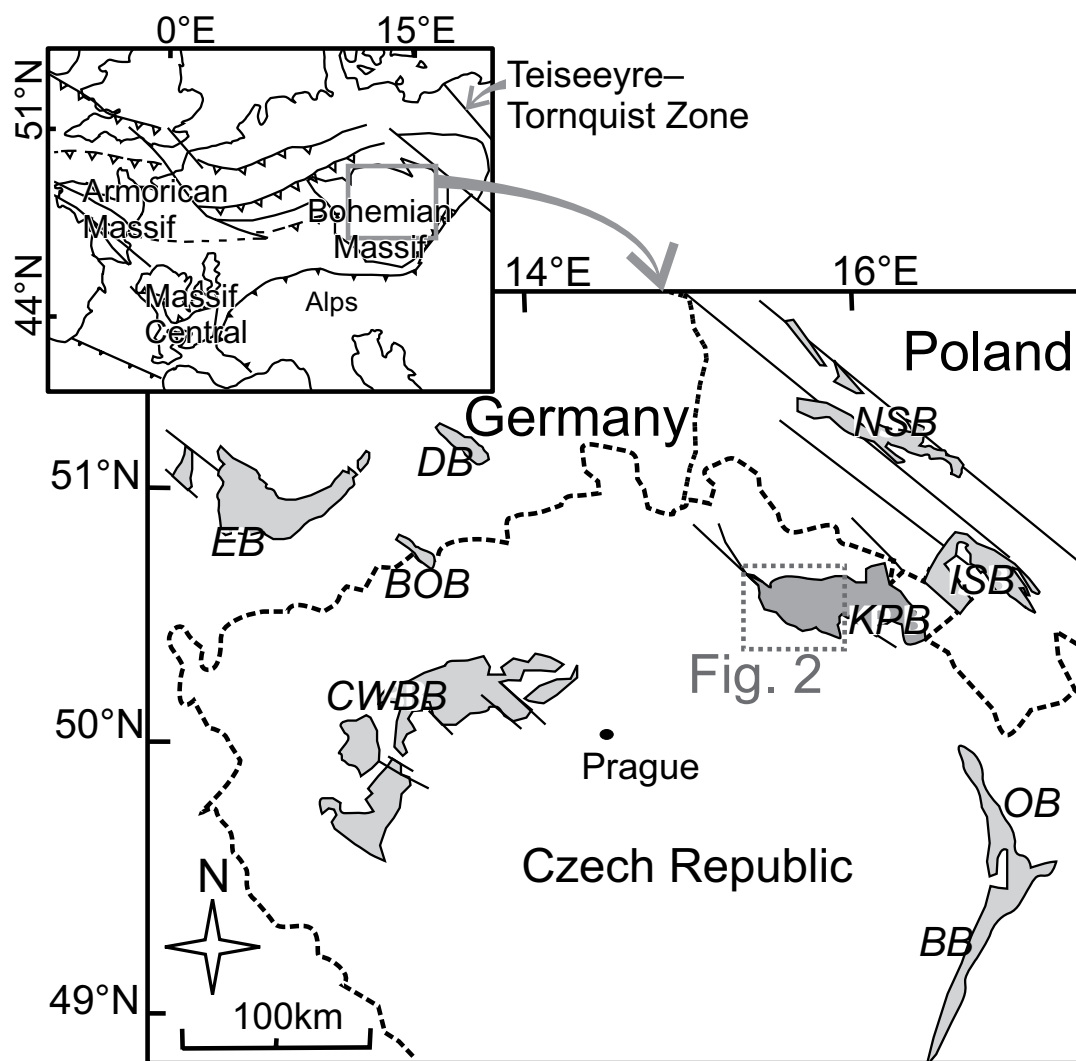 0°E
15°E
51°N
44°N
Teiseeyre–
Tornquist Zone
Armorican
Massif
Bohemian
Massif
Massif
Central
Alps
14°E
16°E
Poland
Germany
NSB
DB
51°N
EB
BOB
ISB
KPB
Fig. 2
CWBB
50°N
Prague
OB
Czech Republic
N
BB
49°N
100km